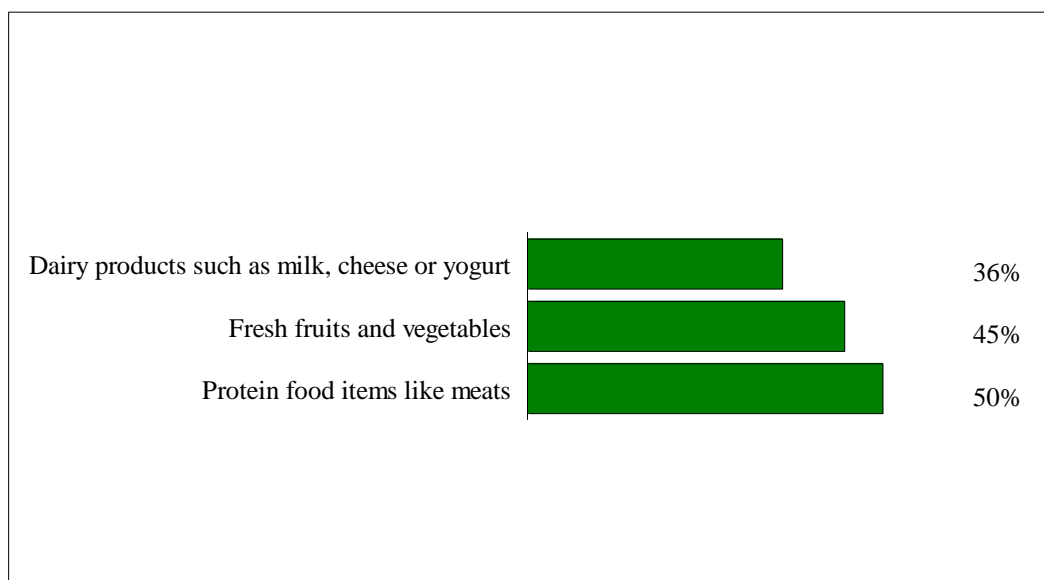 Dairy products such as milk, cheese or yogurt 36%
Fresh fruits and vegetables 45%
Protein food items like meats 50%